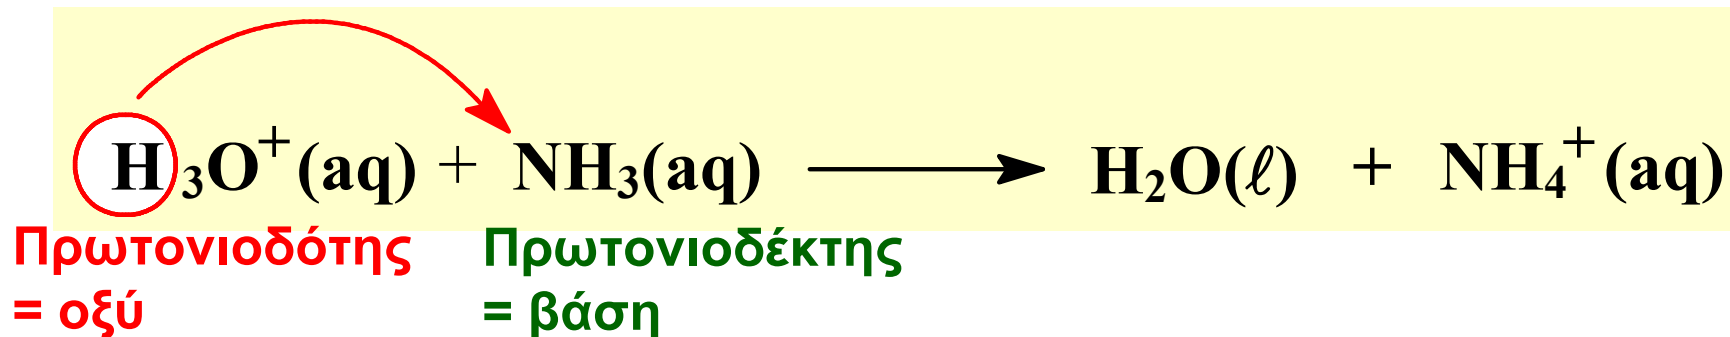 H₃O⁺(aq) + NH₃(aq) ⟶ H₂O(ℓ) + NH₄⁺(aq)
Πρωτονιοδότης Πρωτονιοδέκτης
= οξύ = βάση